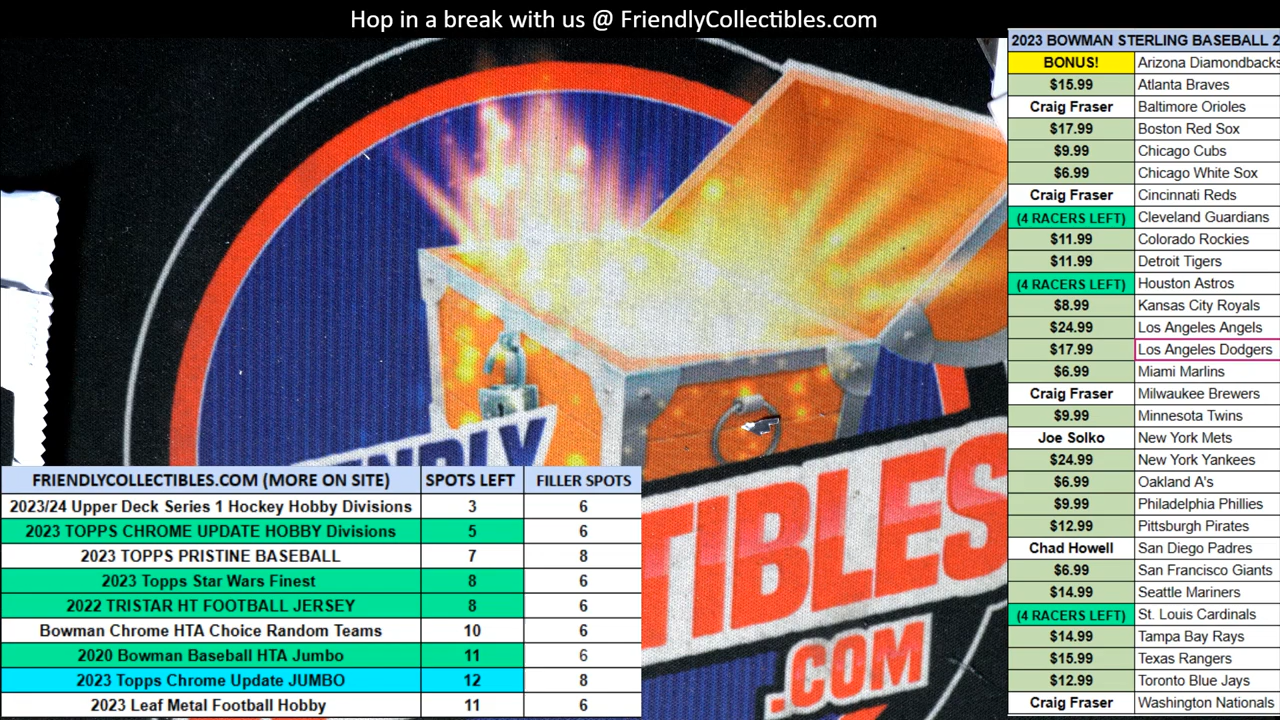 Hop in a break with us @ FriendlyCollectibles.com
2023 BOWMAN STERLING BASEBALL 2
BONUS! Arizona Diamondbacks
$15.99 Atlanta Braves
Craig Fraser Baltimore Orioles
$17.99 Boston Red Sox
$9.99 Chicago Cubs
$6.99 Chicago White Sox
Craig Fraser Cincinnati Reds
(4 RACERS LEFT) Cleveland Guardians
$11.99 Colorado Rockies
$11.99 Detroit Tigers
(4 RACERS LEFT) Houston Astros
$8.99 Kansas City Royals
$24.99 Los Angeles Angels
$17.99 Los Angeles Dodgers
$6.99 Miami Marlins
Craig Fraser Milwaukee Brewers
$9.99 Minnesota Twins
Joe Solko New York Mets
$24.99 New York Yankees
$6.99 Oakland A's
$9.99 Philadelphia Phillies
$12.99 Pittsburgh Pirates
Chad Howell San Diego Padres
$6.99 San Francisco Giants
$14.99 Seattle Mariners
(4 RACERS LEFT) St. Louis Cardinals
$14.99 Tampa Bay Rays
$15.99 Texas Rangers
$12.99 Toronto Blue Jays
Craig Fraser Washington Nationals
FRIENDLYCOLLECTIBLES.COM (MORE ON SITE) SPOTS LEFT FILLER SPOTS
2023/24 Upper Deck Series 1 Hockey Hobby Divisions 3 6
2023 TOPPS CHROME UPDATE HOBBY Divisions 5 6
2023 TOPPS PRISTINE BASEBALL 7 8
2023 Topps Star Wars Finest 8 6
2022 TRISTAR HT FOOTBALL JERSEY 8 6
Bowman Chrome HTA Choice Random Teams 10 6
2020 Bowman Baseball HTA Jumbo 11 6
2023 Topps Chrome Update JUMBO 12 8
2023 Leaf Metal Football Hobby 11 6
ENDLY
TIBLES
.COM